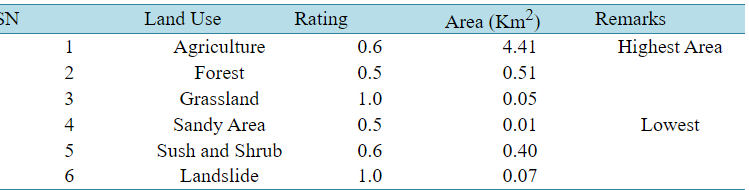 SN Land Use Rating Area (Km²) Remarks
1 Agriculture 0.6 4.41 Highest Area
2 Forest 0.5 0.51
3 Grassland 1.0 0.05
4 Sandy Area 0.5 0.01 Lowest
5 Sush and Shrub 0.6 0.40
6 Landslide 1.0 0.07